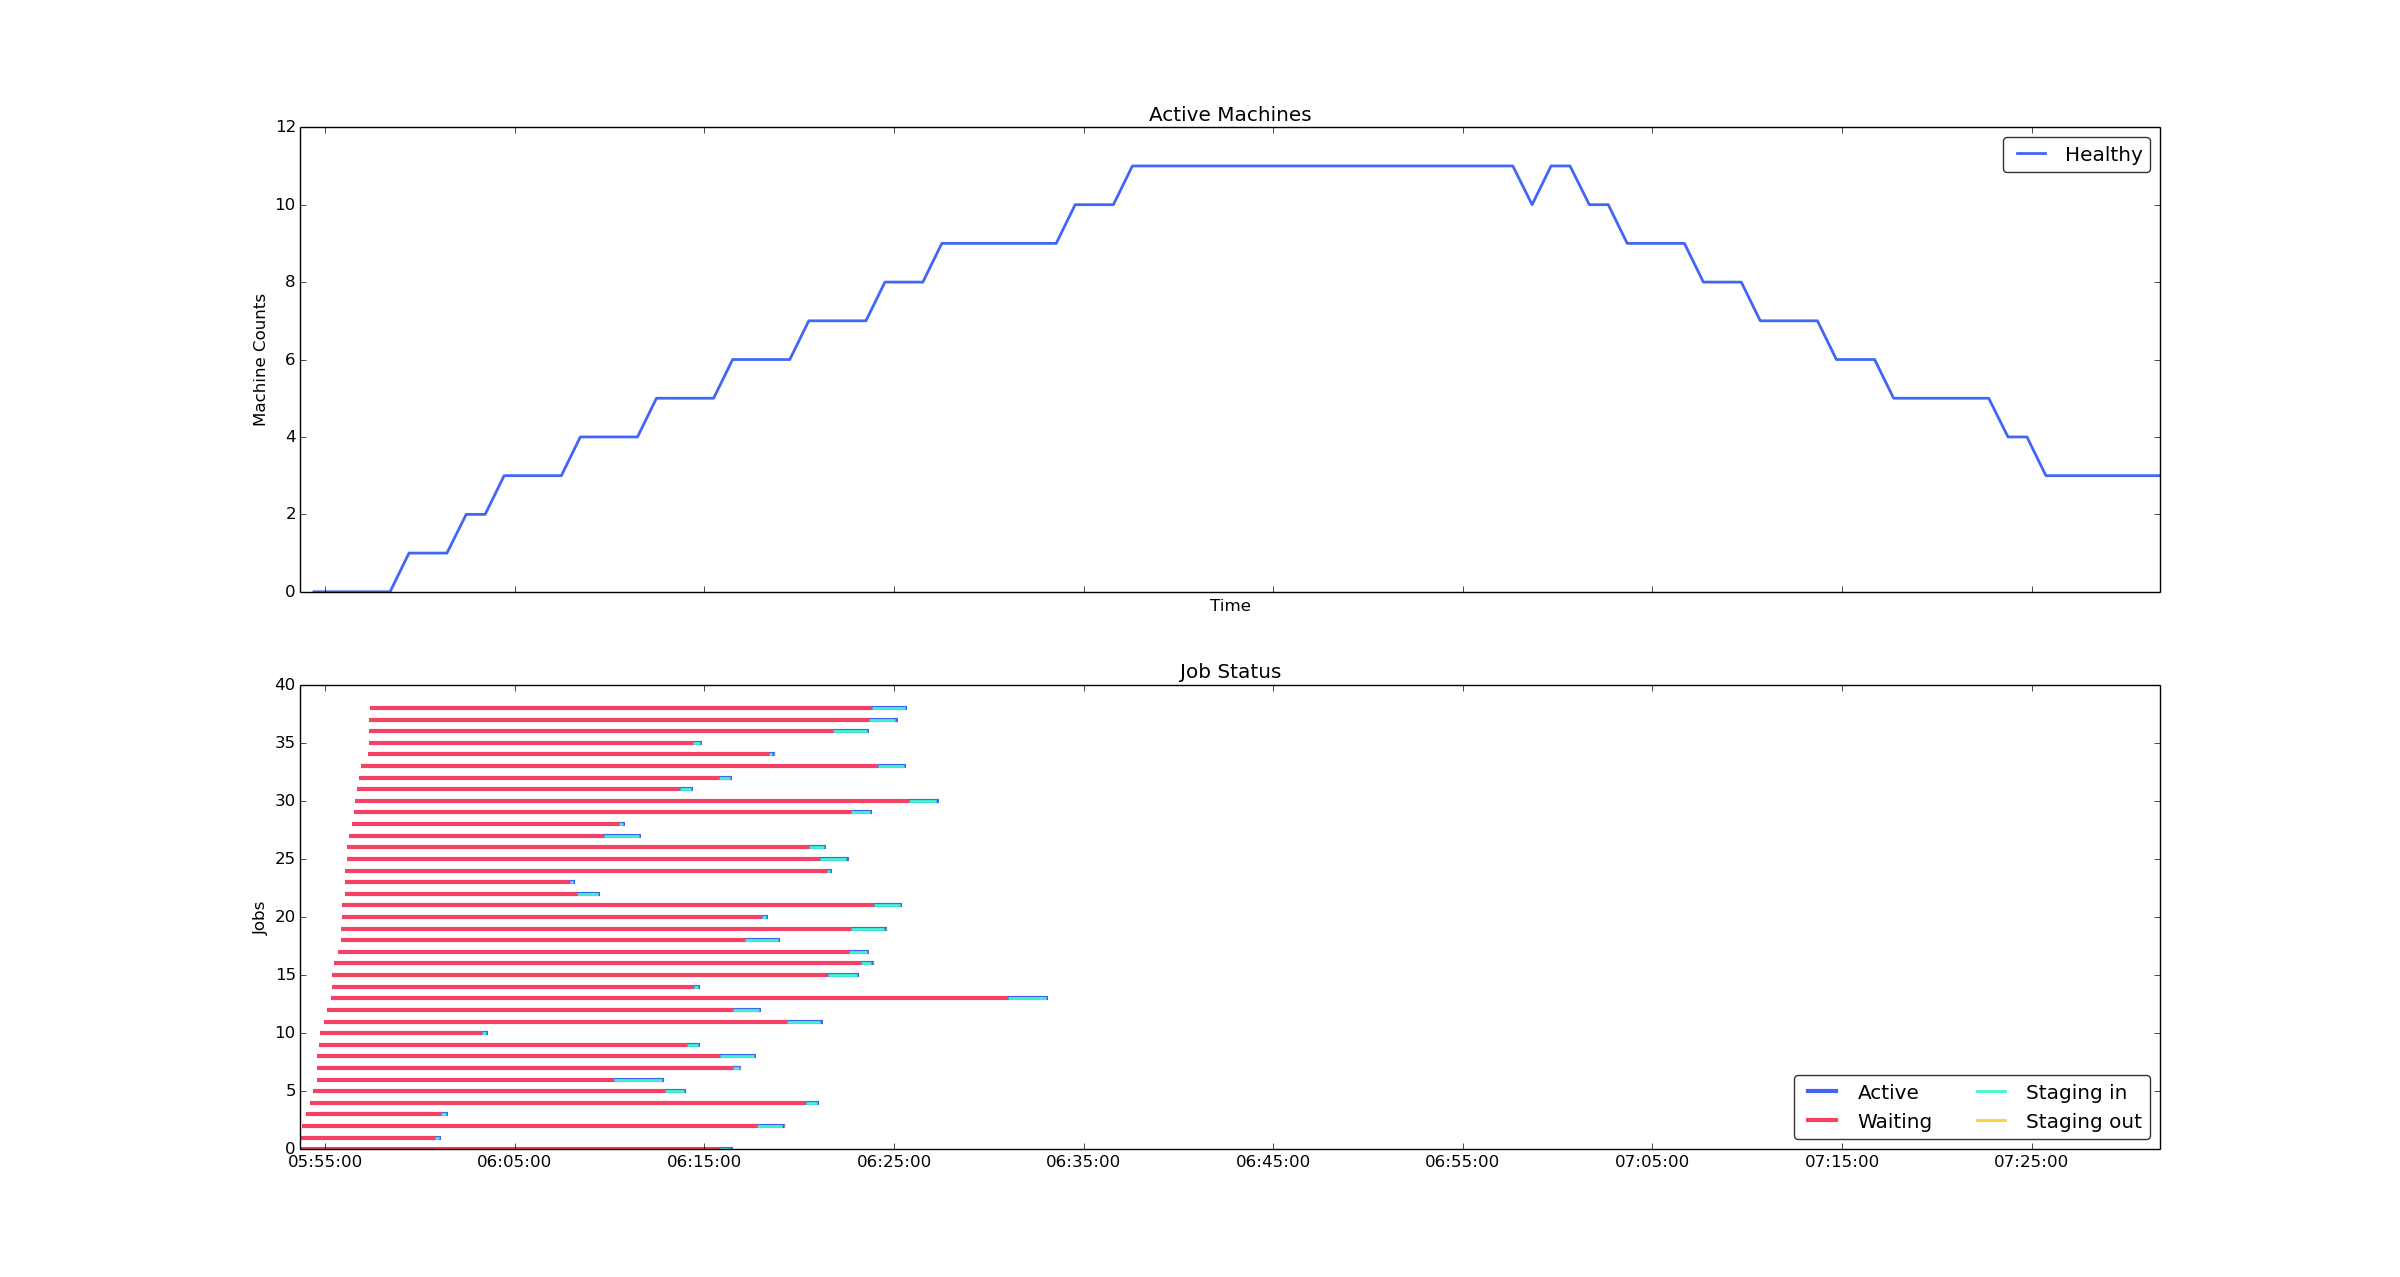 Active Machines
12
10
8
6
4
2
0
Machine Counts
Healthy
Time
Job Status
40
35
30
25
20
15
10
5
0
Jobs
Active
Waiting
Staging in
Staging out
05:55:00 06:05:00 06:15:00 06:25:00 06:35:00 06:45:00 06:55:00 07:05:00 07:15:00 07:25:00